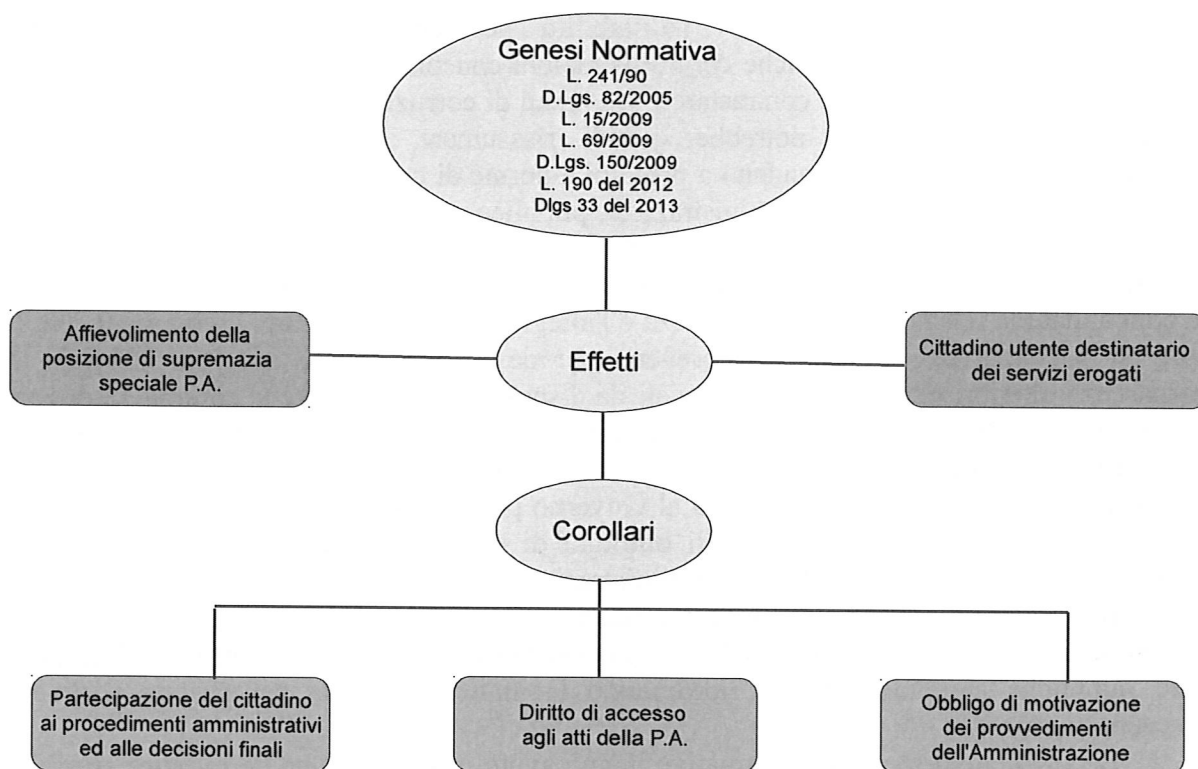 Genesi Normativa
L. 241/90
D.Lgs. 82/2005
L. 15/2009
L. 69/2009
D.Lgs. 150/2009
L. 190 del 2012
Dlgs 33 del 2013
Affievolimento della
posizione di supremazia
speciale P.A.
Effetti
Cittadino utente destinatario
dei servizi erogati
Corollari
Partecipazione del cittadino
ai procedimenti amministrativi
ed alle decisioni finali
Diritto di accesso
agli atti della P.A.
Obbligo di motivazione
dei provvedimenti
dell'Amministrazione